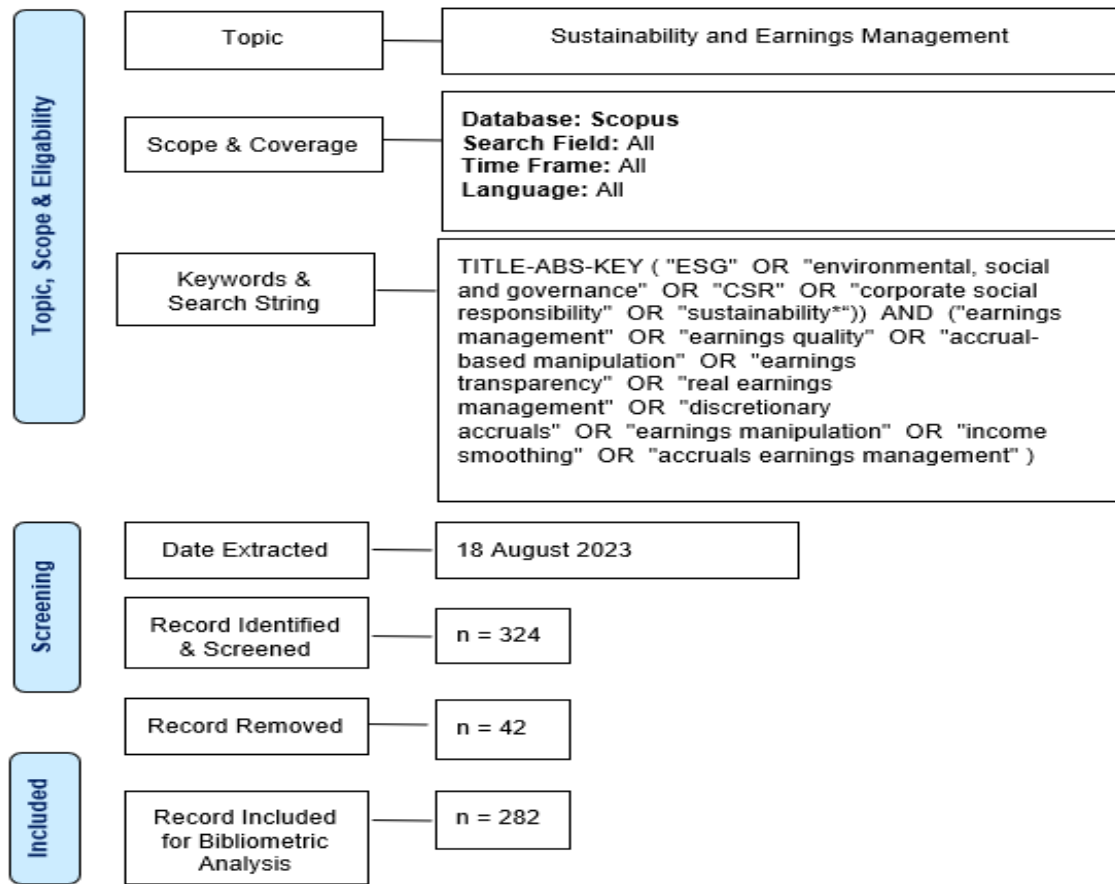 Topic, Scope & Eligability
Topic
Sustainability and Earnings Management
Scope & Coverage
Database: Scopus
Search Field: All
Time Frame: All
Language: All
Keywords &
Search String
TITLE-ABS-KEY ( "ESG" OR "environmental, social
and governance" OR "CSR" OR "corporate social
responsibility" OR "sustainability*“)) AND ("earnings
management" OR "earnings quality" OR "accrual-
based manipulation" OR "earnings
transparency" OR "real earnings
management" OR "discretionary
accruals" OR "earnings manipulation" OR "income
smoothing" OR "accruals earnings management" )
Screening
Date Extracted
18 August 2023
Record Identified
& Screened
n = 324
Record Removed
n = 42
Included
Record Included
for Bibliometric
Analysis
n = 282